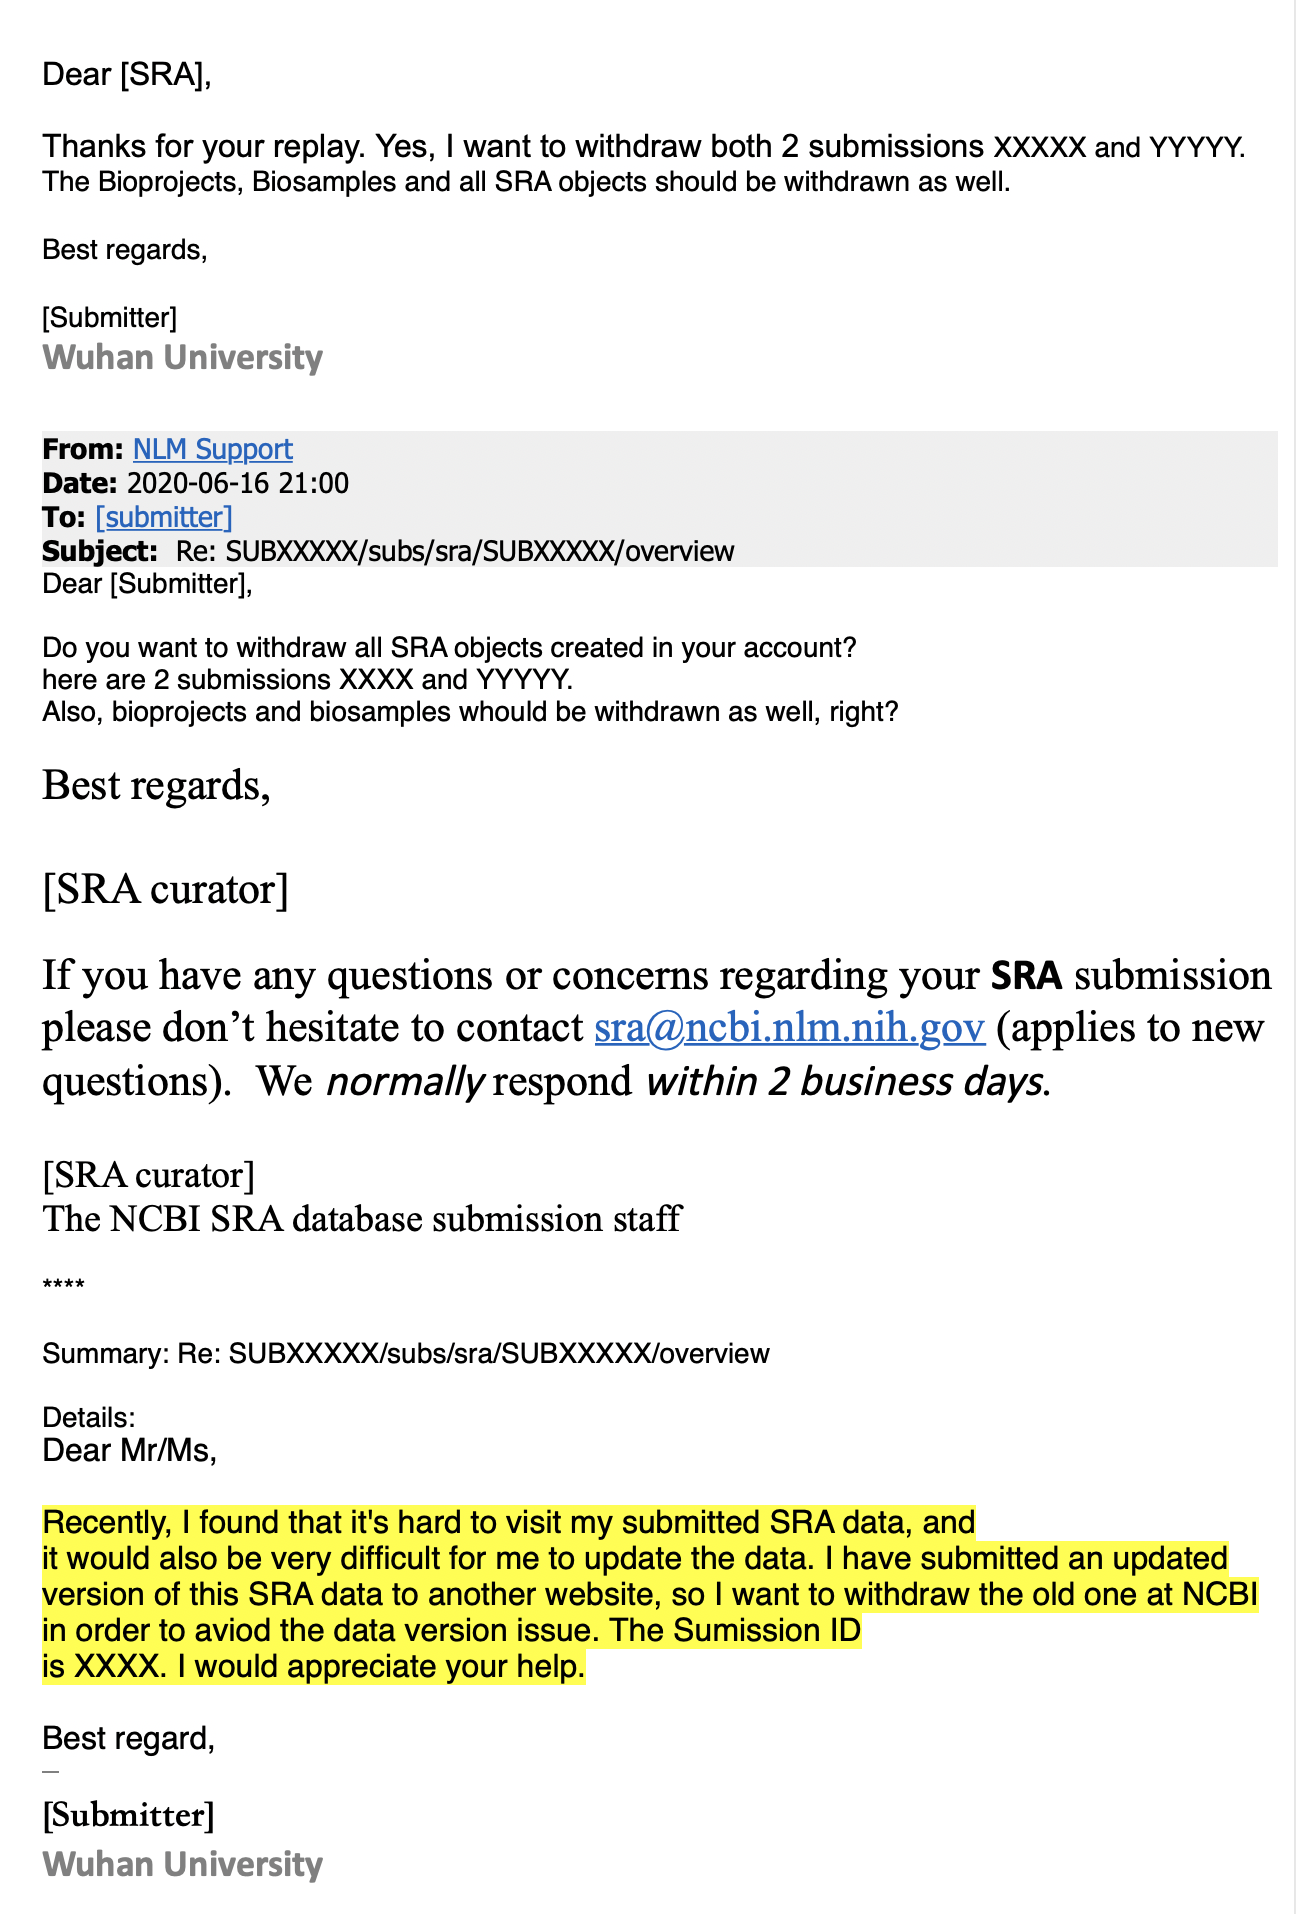 Dear [SRA],
Thanks for your replay. Yes, I want to withdraw both 2 submissions XXXXX and YYYYY.
The Bioprojects, Biosamples and all SRA objects should be withdrawn as well.
Best regards,
[Submitter]
Wuhan University
From: NLM Support
Date: 2020-06-16 21:00
To: [submitter]
Subject: Re: SUBXXXXX/subs/sra/SUBXXXXX/overview
Dear [Submitter],
Do you want to withdraw all SRA objects created in your account?
here are 2 submissions XXXX and YYYYY.
Also, bioprojects and biosamples whould be withdrawn as well, right?
Best regards,
[SRA curator]
If you have any questions or concerns regarding your SRA submission
please don’t hesitate to contact sra@ncbi.nlm.nih.gov (applies to new
questions). We normally respond within 2 business days.
[SRA curator]
The NCBI SRA database submission staff
****
Summary: Re: SUBXXXXX/subs/sra/SUBXXXXX/overview
Details:
Dear Mr/Ms,
Recently, I found that it's hard to visit my submitted SRA data, and
it would also be very difficult for me to update the data. I have submitted an updated
version of this SRA data to another website, so I want to withdraw the old one at NCBI
in order to aviod the data version issue. The Sumission ID
is XXXX. I would appreciate your help.
Best regard,
—
[Submitter]
Wuhan University